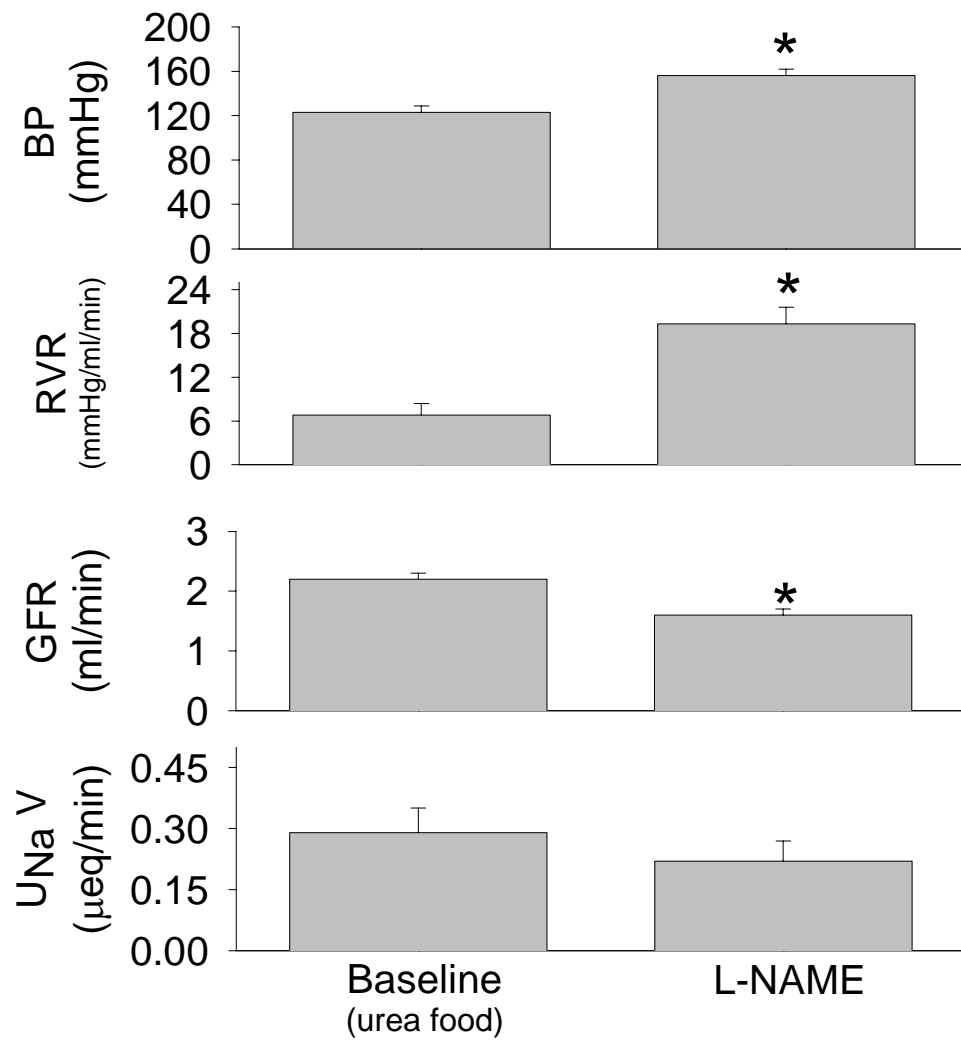 BP
(mmHg)
200
160
120
80
40
0
*
RVR
(mmHg/ml/min)
24
18
12
6
0
*
GFR
(ml/min)
3
2
1
0
*
UNa V
(μeq/min)
0.45
0.30
0.15
0.00
Baseline
(urea food)
L-NAME